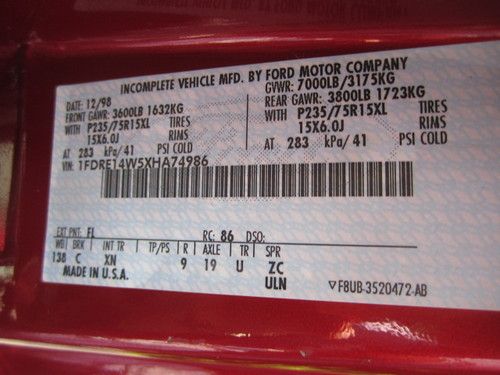 INCOMPLETE VEHICLE MFD. BY FORD MOTOR COMPANY
DATE: 12/98 GVWR: 7000LB/3175KG
FRONT GAWR: 3600LB 1632KG REAR GAWR: 3800LB 1723KG
WITH P235/75R15XL TIRES WITH P235/75R15XL TIRES
15X6.0J RIMS 15X6.0J RIMS
AT 283 kPa/41 PSI COLD AT 283 kPa/41 PSI COLD
VIN: 1FDRE14W5XHA74986
EXT PNT: FL RC: 86 DSO:
WB BRK INT TR TP/PS R AXLE TR SPR
138 C XN 9 19 U ZC
MADE IN U.S.A. ULN
▽F8UB-3520472-AB